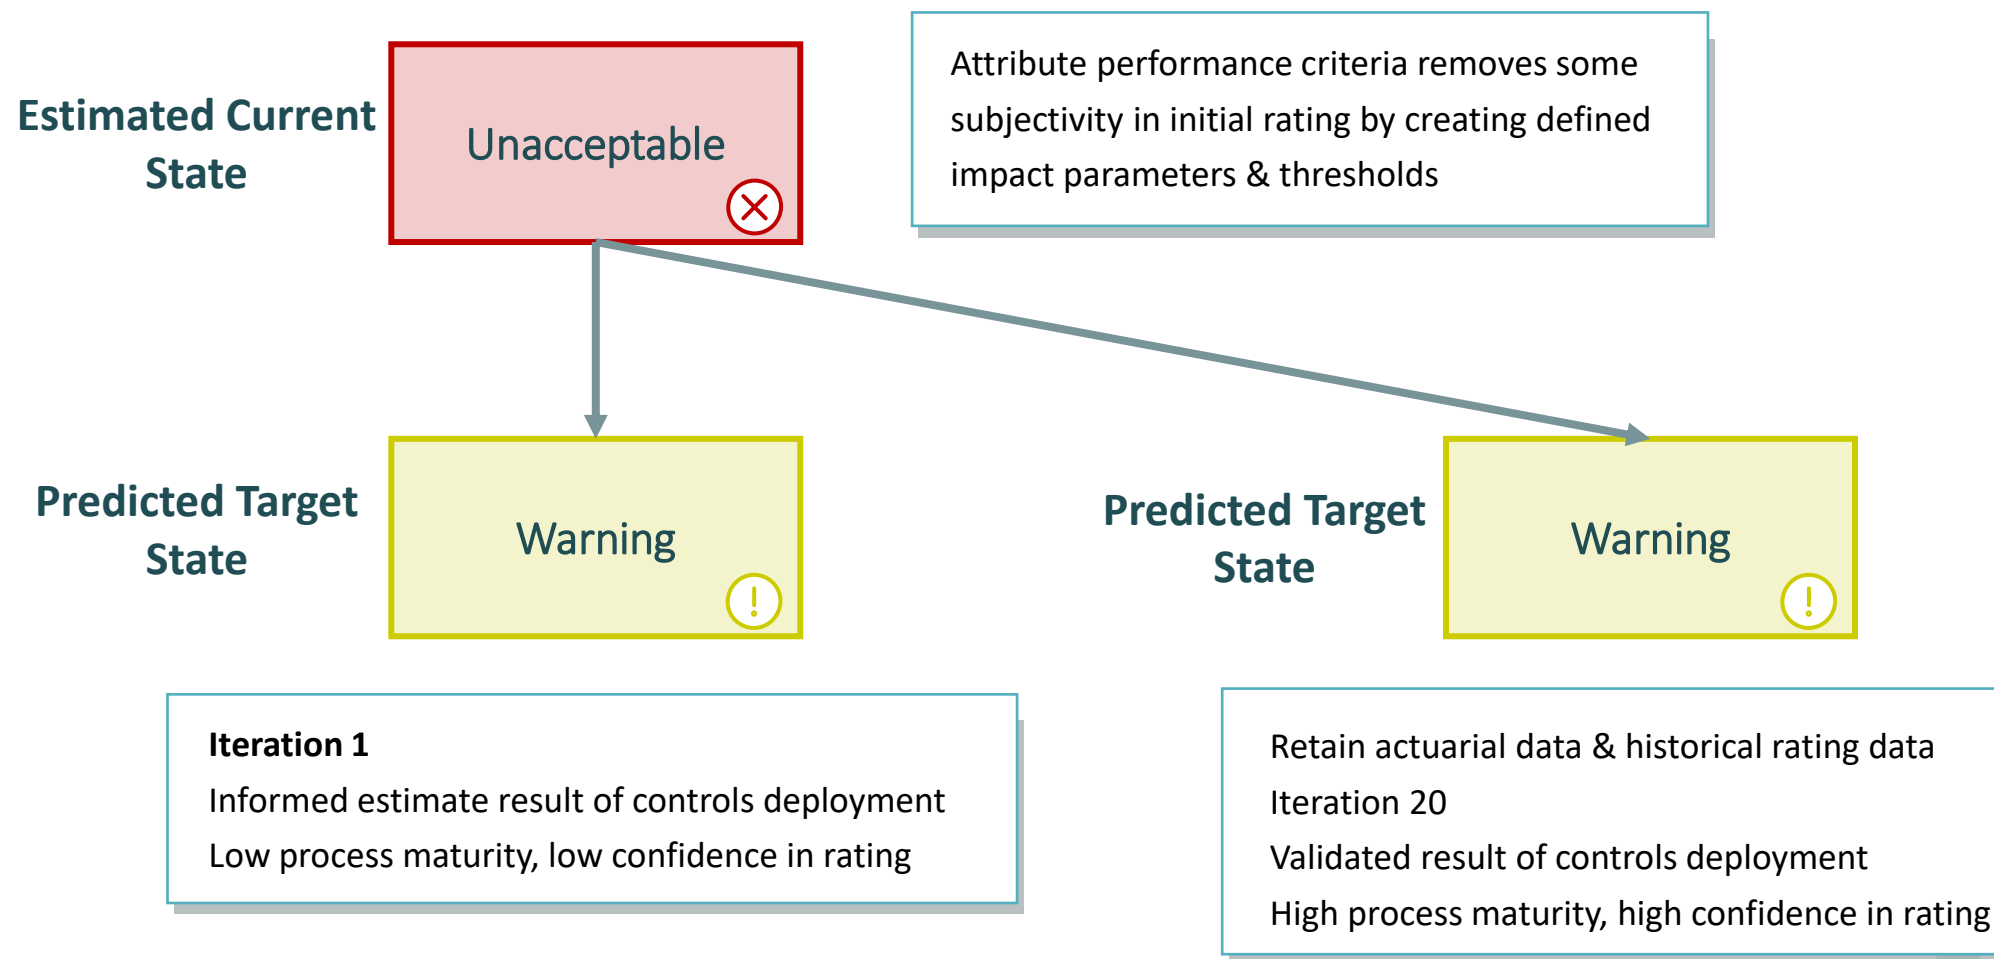 Estimated Current
State
Unacceptable
Attribute performance criteria removes some
subjectivity in initial rating by creating defined
impact parameters & thresholds
Predicted Target
State
Warning
!
Predicted Target
State
Warning
!
Iteration 1
Informed estimate result of controls deployment
Low process maturity, low confidence in rating
Retain actuarial data & historical rating data
Iteration 20
Validated result of controls deployment
High process maturity, high confidence in rating